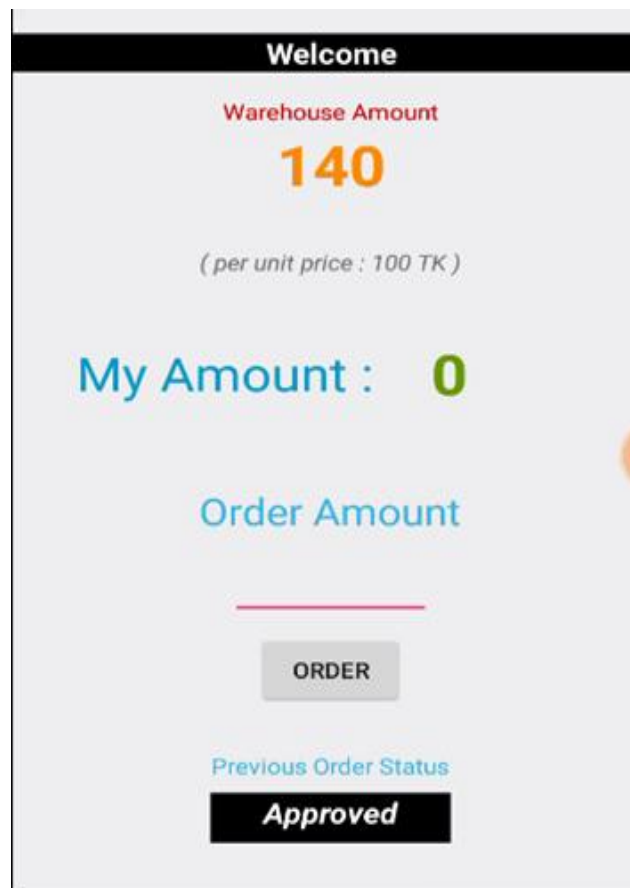 Welcome
Warehouse Amount
140
( per unit price : 100 TK )
My Amount : 0
Order Amount
ORDER
Previous Order Status
Approved